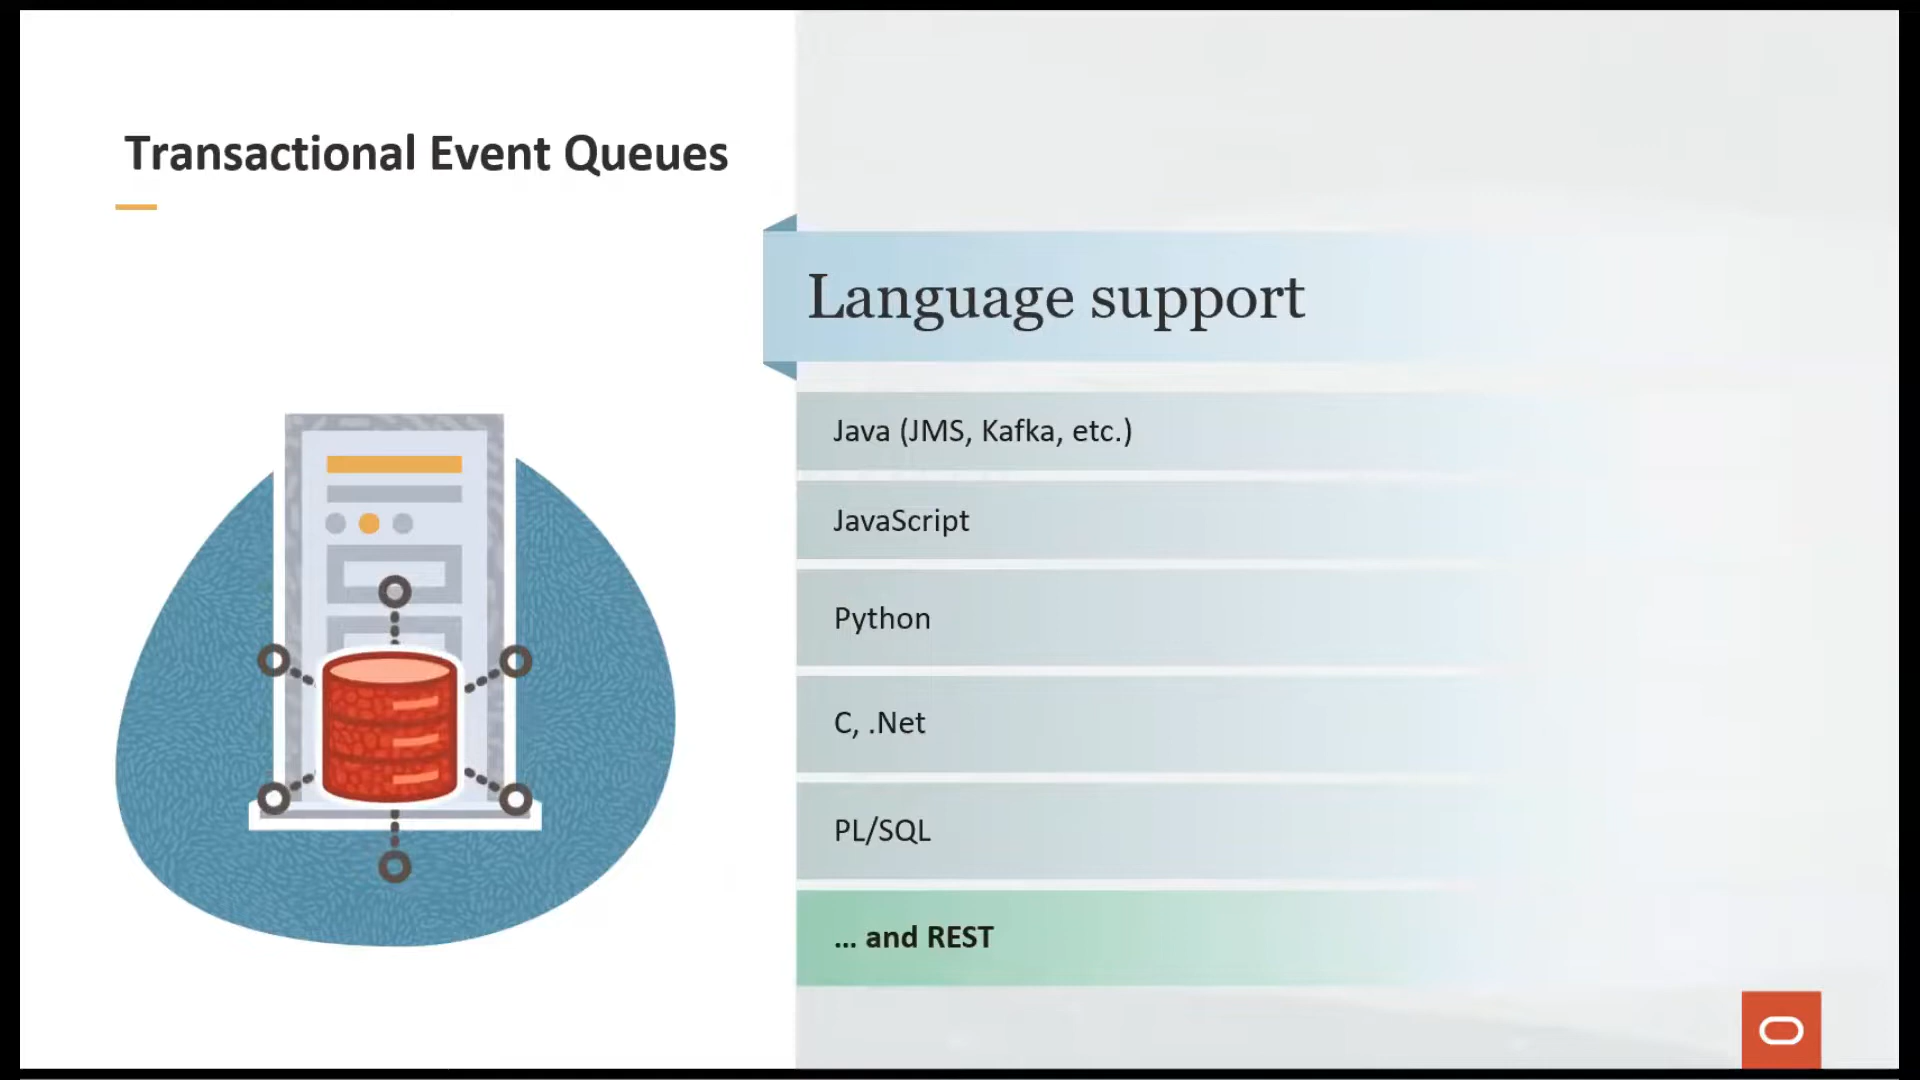 Transactional Event Queues
Language support
Java (JMS, Kafka, etc.)
JavaScript
Python
C, .Net
PL/SQL
... and REST